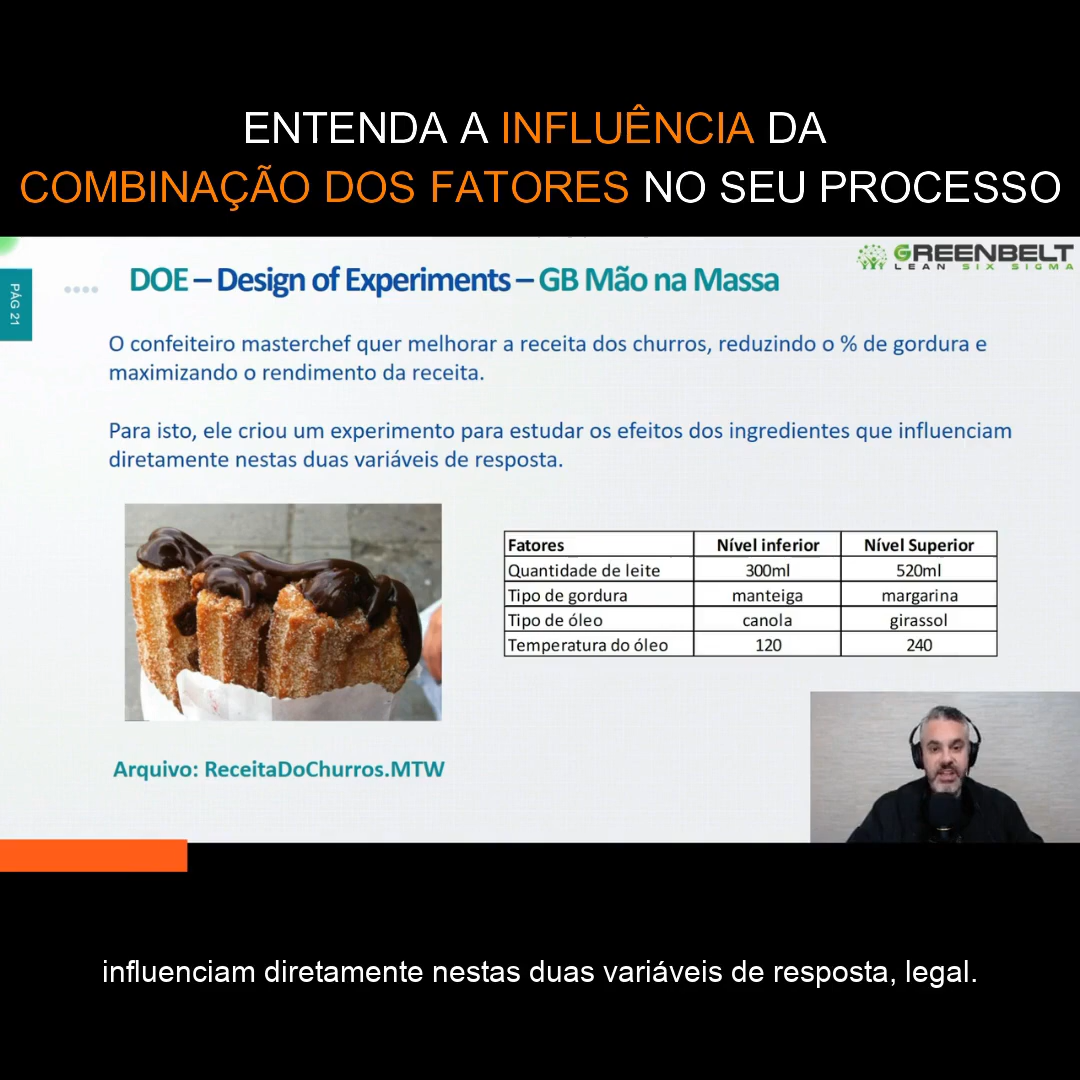 ENTENDA A INFLUÊNCIA DA
COMBINAÇÃO DOS FATORES NO SEU PROCESSO
GREENBELT
LEAN SIX SIGMA
PÁG 21
DOE – Design of Experiments – GB Mão na Massa
O confeiteiro masterchef quer melhorar a receita dos churros, reduzindo o % de gordura e
maximizando o rendimento da receita.
Para isto, ele criou um experimento para estudar os efeitos dos ingredientes que influenciam
diretamente nestas duas variáveis de resposta.
Fatores Nível inferior Nível Superior
Quantidade de leite 300ml 520ml
Tipo de gordura manteiga margarina
Tipo de óleo canola girassol
Temperatura do óleo 120 240
Arquivo: ReceitaDoChurros.MTW
influenciam diretamente nestas duas variáveis de resposta, legal.